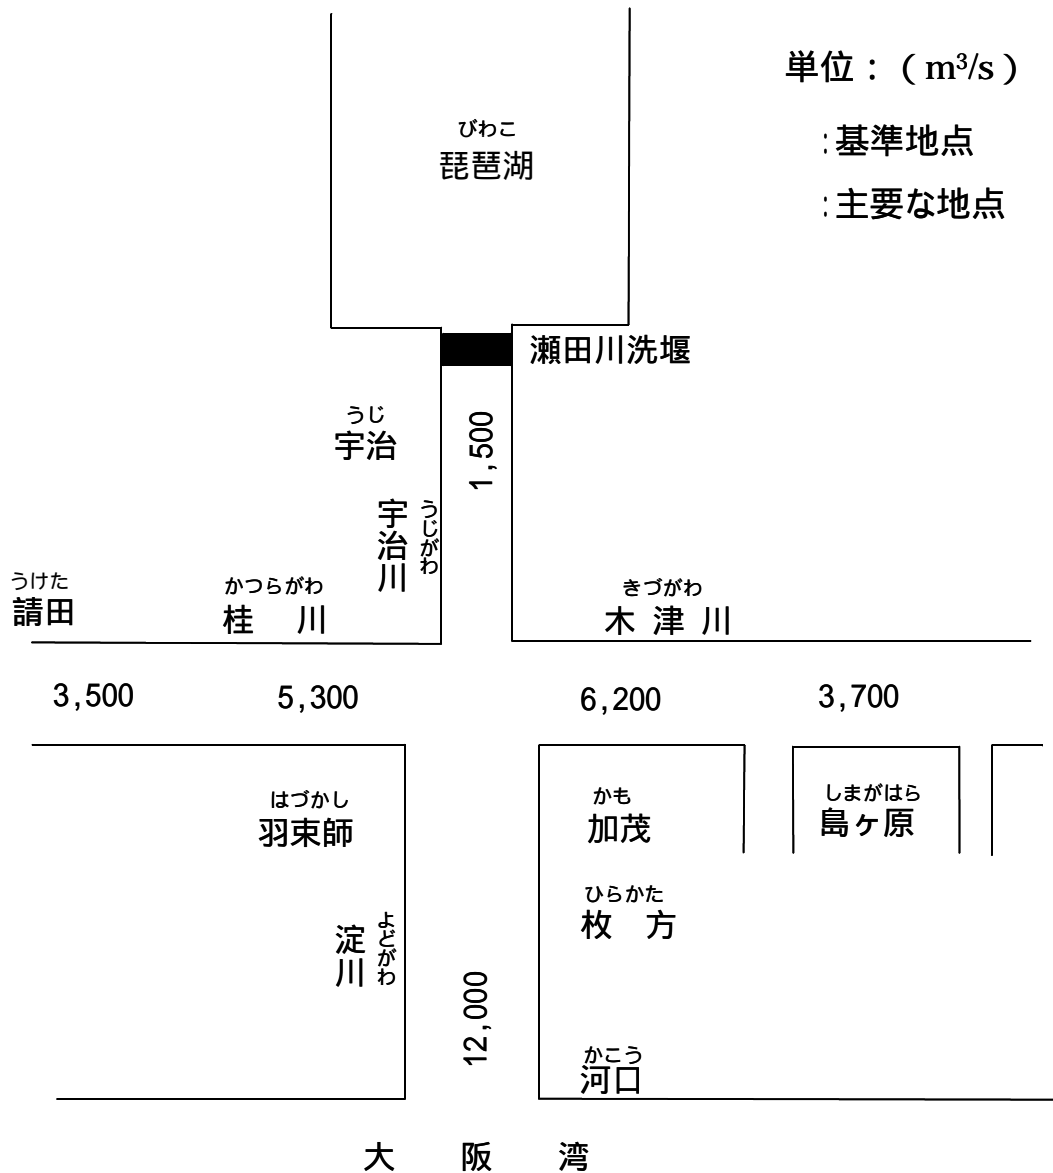 単位:(m³/s)
びわこ
琵琶湖
:基準地点
:主要な地点
瀬田川洗堰
うじ
宇治
1,500
宇治川
うじがわ
うけた
請田
かつらがわ
桂 川
きづがわ
木 津 川
3,500
5,300
6,200
3,700
はづかし
羽束師
かも
加茂
しまがはら
島ヶ原
ひらかた
枚 方
淀川
よどがわ
12,000
かこう
河口
大 阪 湾